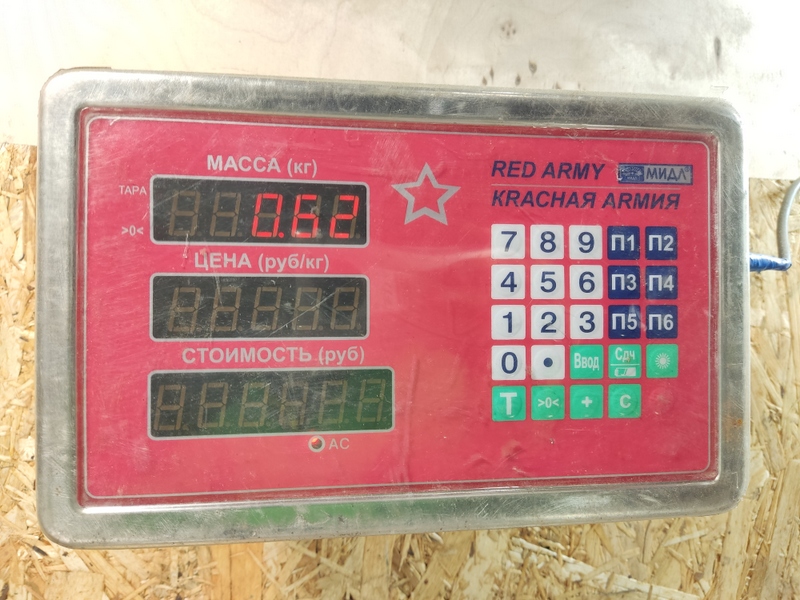 МАССА (кг)
ТАРА
0.62
>0<
ЦЕНА (руб/кг)
СТОИМОСТЬ (руб)
АС
RED ARMY МИДЛ
KRACHAЯ АRМИЯ
7 8 9 П1 П2
4 5 6 П3 П4
1 2 3 П5 П6
0 • Ввод Сдч
Т >0< + С